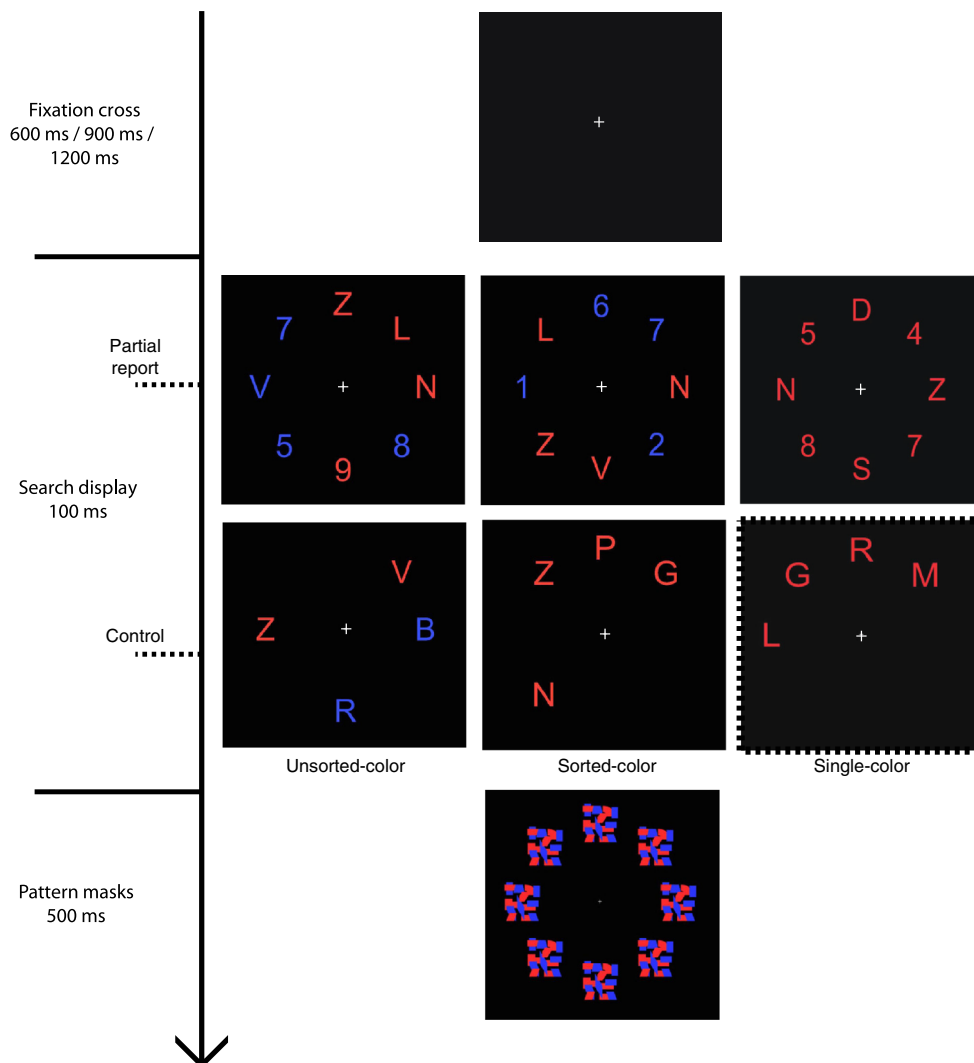 Fixation cross
600 ms / 900 ms /
1200 ms
Partial
report
Search display
100 ms
Z
7 L
V N
5 8
9
6
L 7
1 N
Z 2
V
D
5 4
N Z
8 7
S
Control
V
Z B
R
P
Z G
N
R
G M
L
Unsorted-color
Sorted-color
Single-color
Pattern masks
500 ms